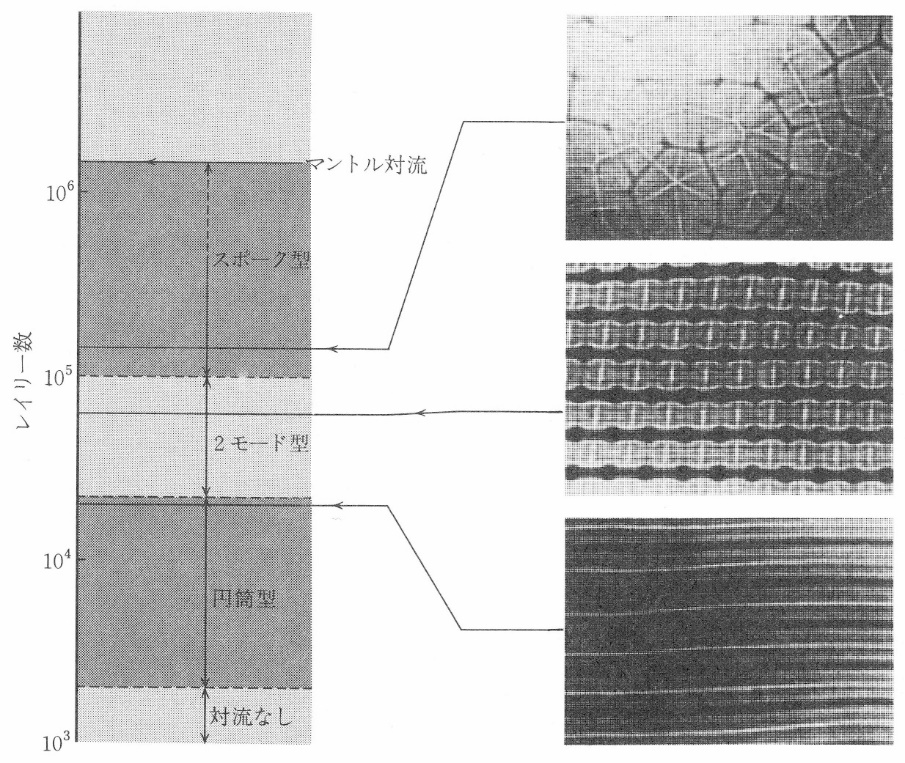 マントル対流
10⁶
スポーク型
10⁵
レイリー数
2モード型
10⁴
円筒型
対流なし
10³